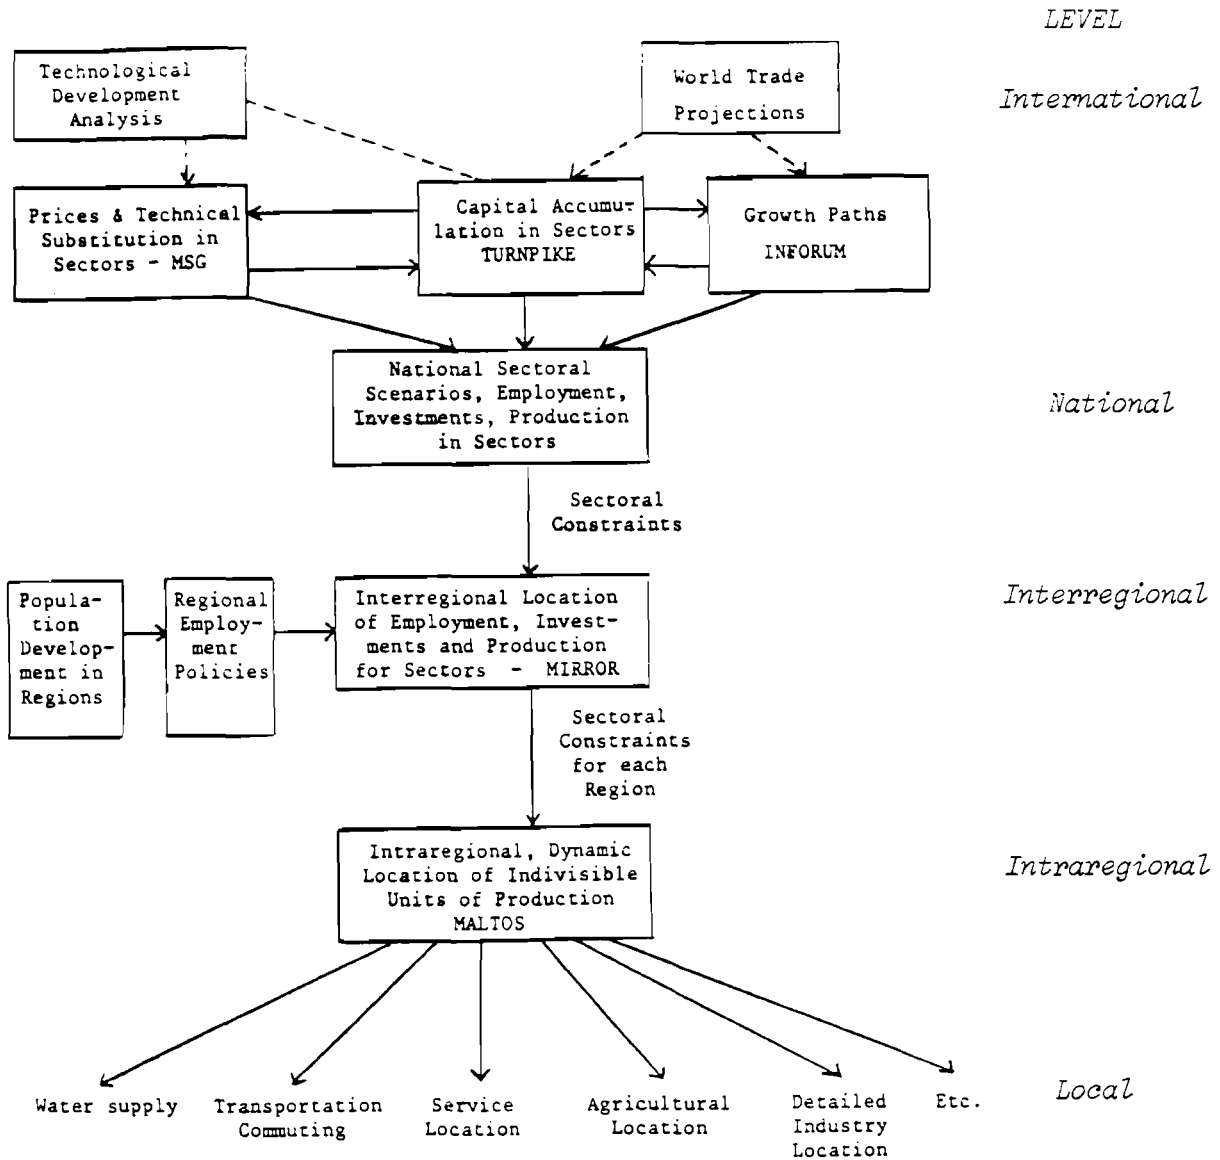 LEVEL
Technological
Development
Analysis
World Trade
Projections
International
Prices & Technical
Substitution in
Sectors - MSG
Capital Accumu-
lation in Sectors
TURNPIKE
Growth Paths
INFORUM
National Sectoral
Scenarios, Employment,
Investments, Production
in Sectors
National
Sectoral
Constraints
Popula-
tion
Develop-
ment in
Regions
Regional
Employ-
ment
Policies
Interregional Location
of Employment, Invest-
ments and Production
for Sectors - MIRROR
Interregional
Sectoral
Constraints
for each
Region
Intraregional, Dynamic
Location of Indivisible
Units of Production
MALTOS
Intraregional
Water supply
Transportation
Commuting
Service
Location
Agricultural
Location
Detailed
Industry
Location
Etc.
Local